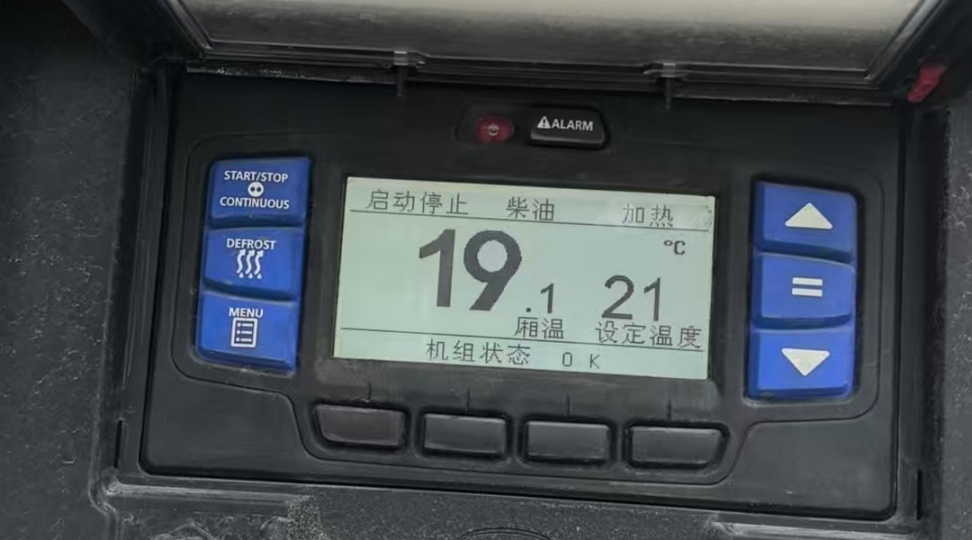 ALARM
START/STOP
CONTINUOUS
DEFROST
MENU
启动停止 柴油 加热
℃
19.1 21
厢温 设定温度
机组状态 OK
=